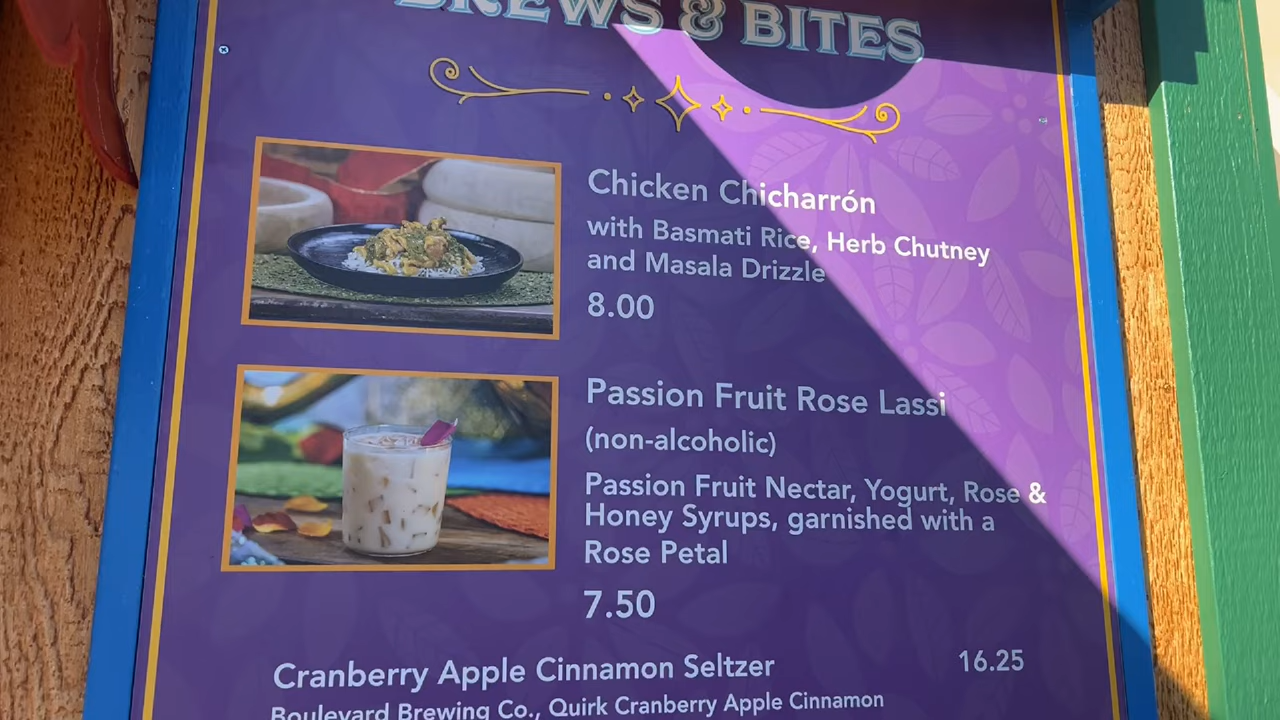 BREWS & BITES
Chicken Chicharrón
with Basmati Rice, Herb Chutney
and Masala Drizzle
8.00
Passion Fruit Rose Lassi
(non-alcoholic)
Passion Fruit Nectar, Yogurt, Rose &
Honey Syrups, garnished with a
Rose Petal
7.50
Cranberry Apple Cinnamon Seltzer 16.25
Boulevard Brewing Co., Quirk Cranberry Apple Cinnamon